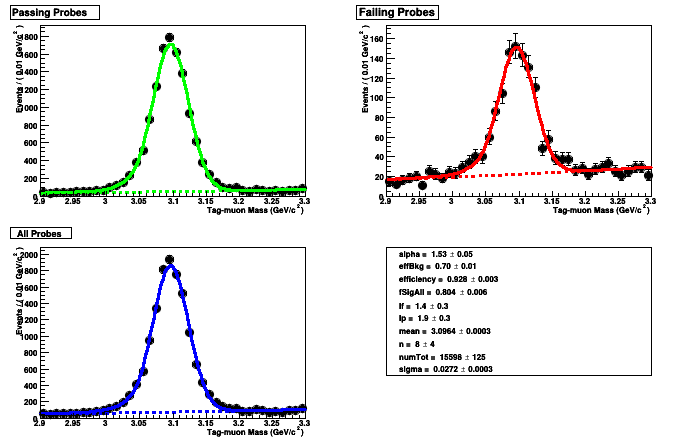 Passing Probes
Events / ( 0.01 GeV/c²)
1800
1600
1400
1200
1000
800
600
400
200
0
2.9 2.95 3 3.05 3.1 3.15 3.2 3.25 3.3
Tag-muon Mass (GeV/c²)
Failing Probes
Events / ( 0.01 GeV/c²)
160
140
120
100
80
60
40
20
0
2.9 2.95 3 3.05 3.1 3.15 3.2 3.25 3.3
Tag-muon Mass (GeV/c²)
All Probes
Events / ( 0.01 GeV/c²)
2000
1800
1600
1400
1200
1000
800
600
400
200
0
2.9 2.95 3 3.05 3.1 3.15 3.2 3.25 3.3
Tag-muon Mass (GeV/c²)
alpha = 1.53 ± 0.05
effBkg = 0.70 ± 0.01
efficiency = 0.928 ± 0.003
fSigAll = 0.804 ± 0.006
lf = 1.4 ± 0.3
lp = 1.9 ± 0.3
mean = 3.0964 ± 0.0003
n = 8 ± 4
numTot = 15598 ± 125
sigma = 0.0272 ± 0.0003